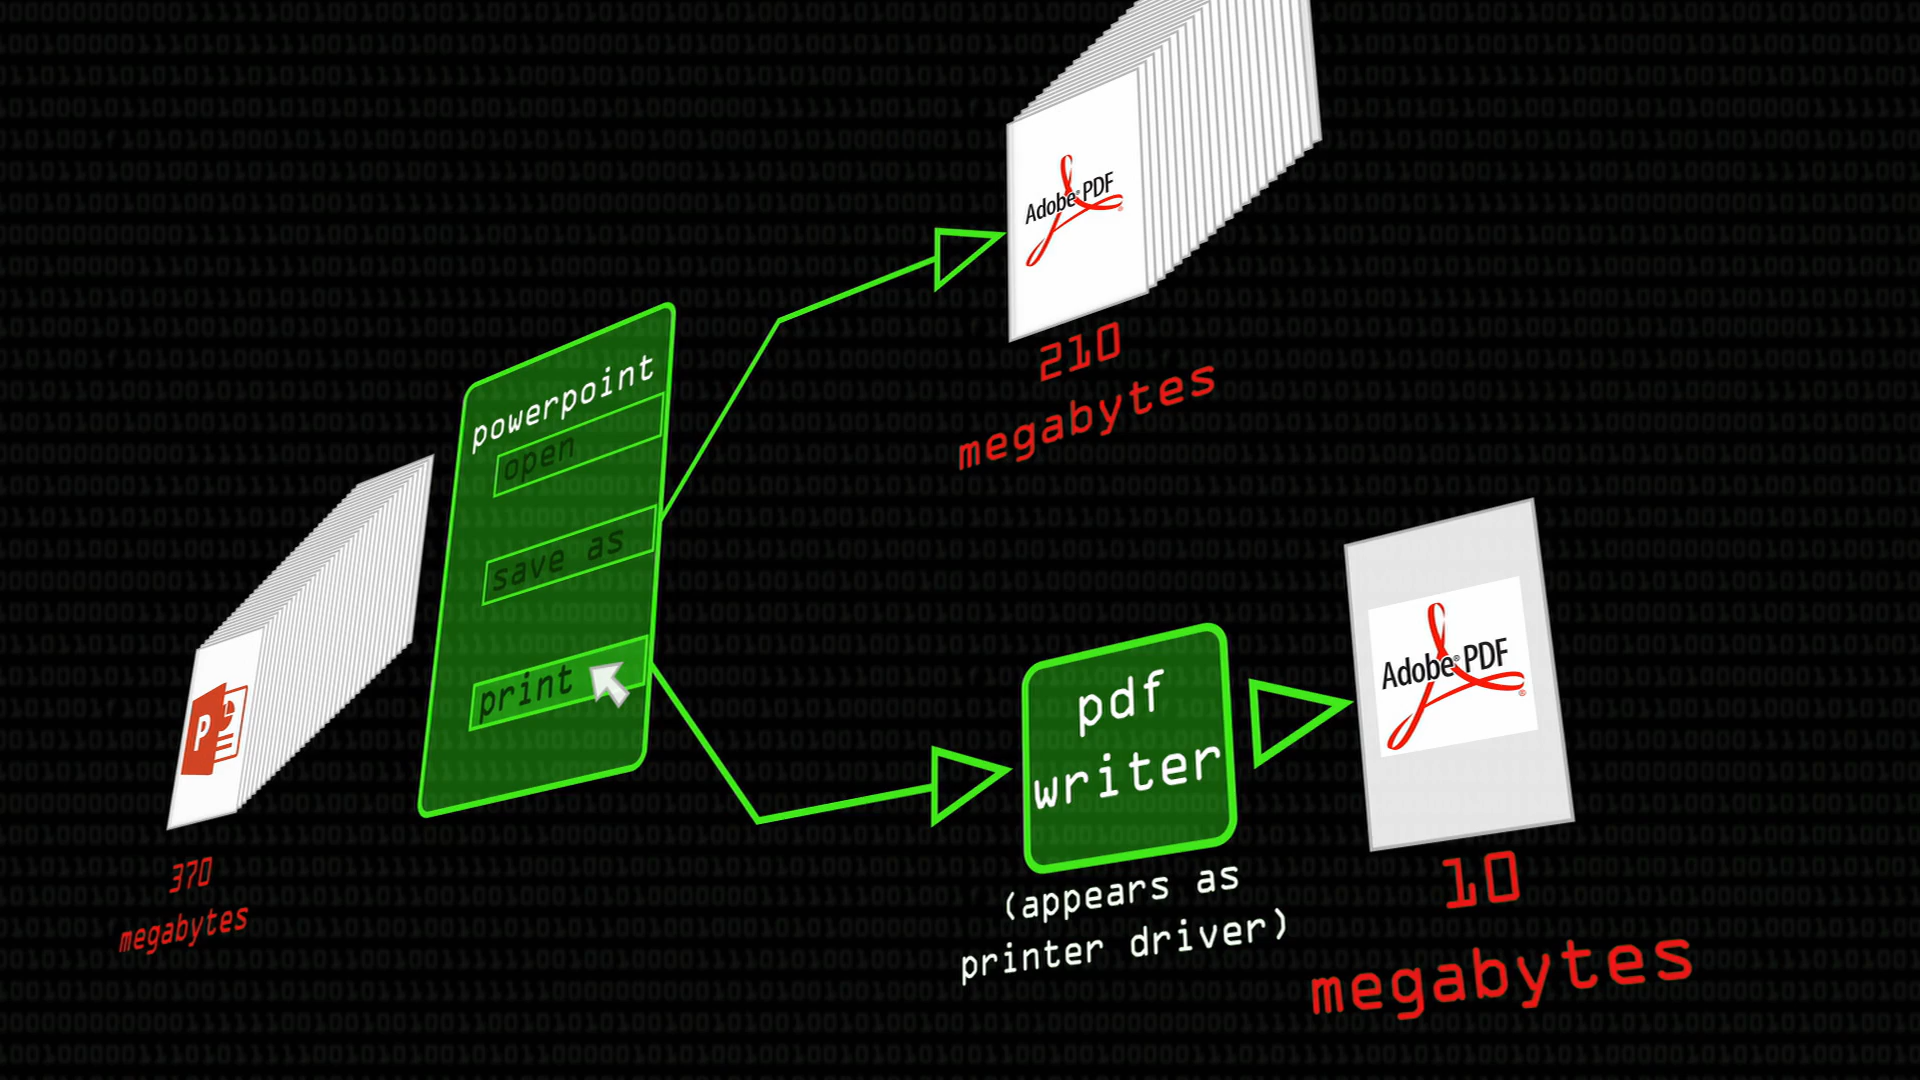 Adobe® PDF
®
210
megabytes
powerpoint
open
save as
print
P
370
megabytes
pdf
writer
(appears as
printer driver)
Adobe® PDF
®
10
megabytes